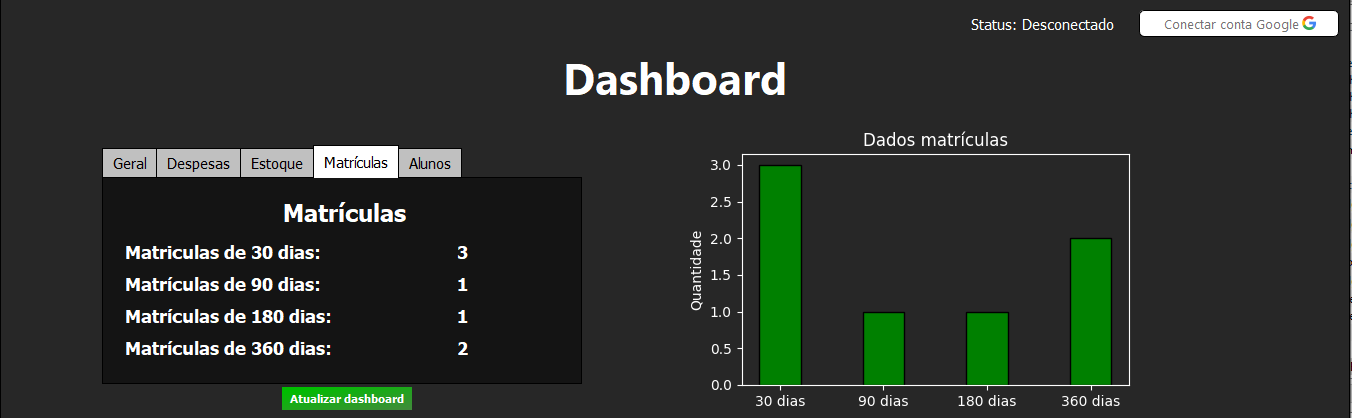 Status: Desconectado
Conectar conta Google
Dashboard
Geral
Despesas
Estoque
Matrículas
Alunos
Matrículas
Matriculas de 30 dias: 3
Matrículas de 90 dias: 1
Matrículas de 180 dias: 1
Matrículas de 360 dias: 2
Atualizar dashboard
Dados matrículas
Quantidade
3.0
2.5
2.0
1.5
1.0
0.5
0.0
30 dias
90 dias
180 dias
360 dias